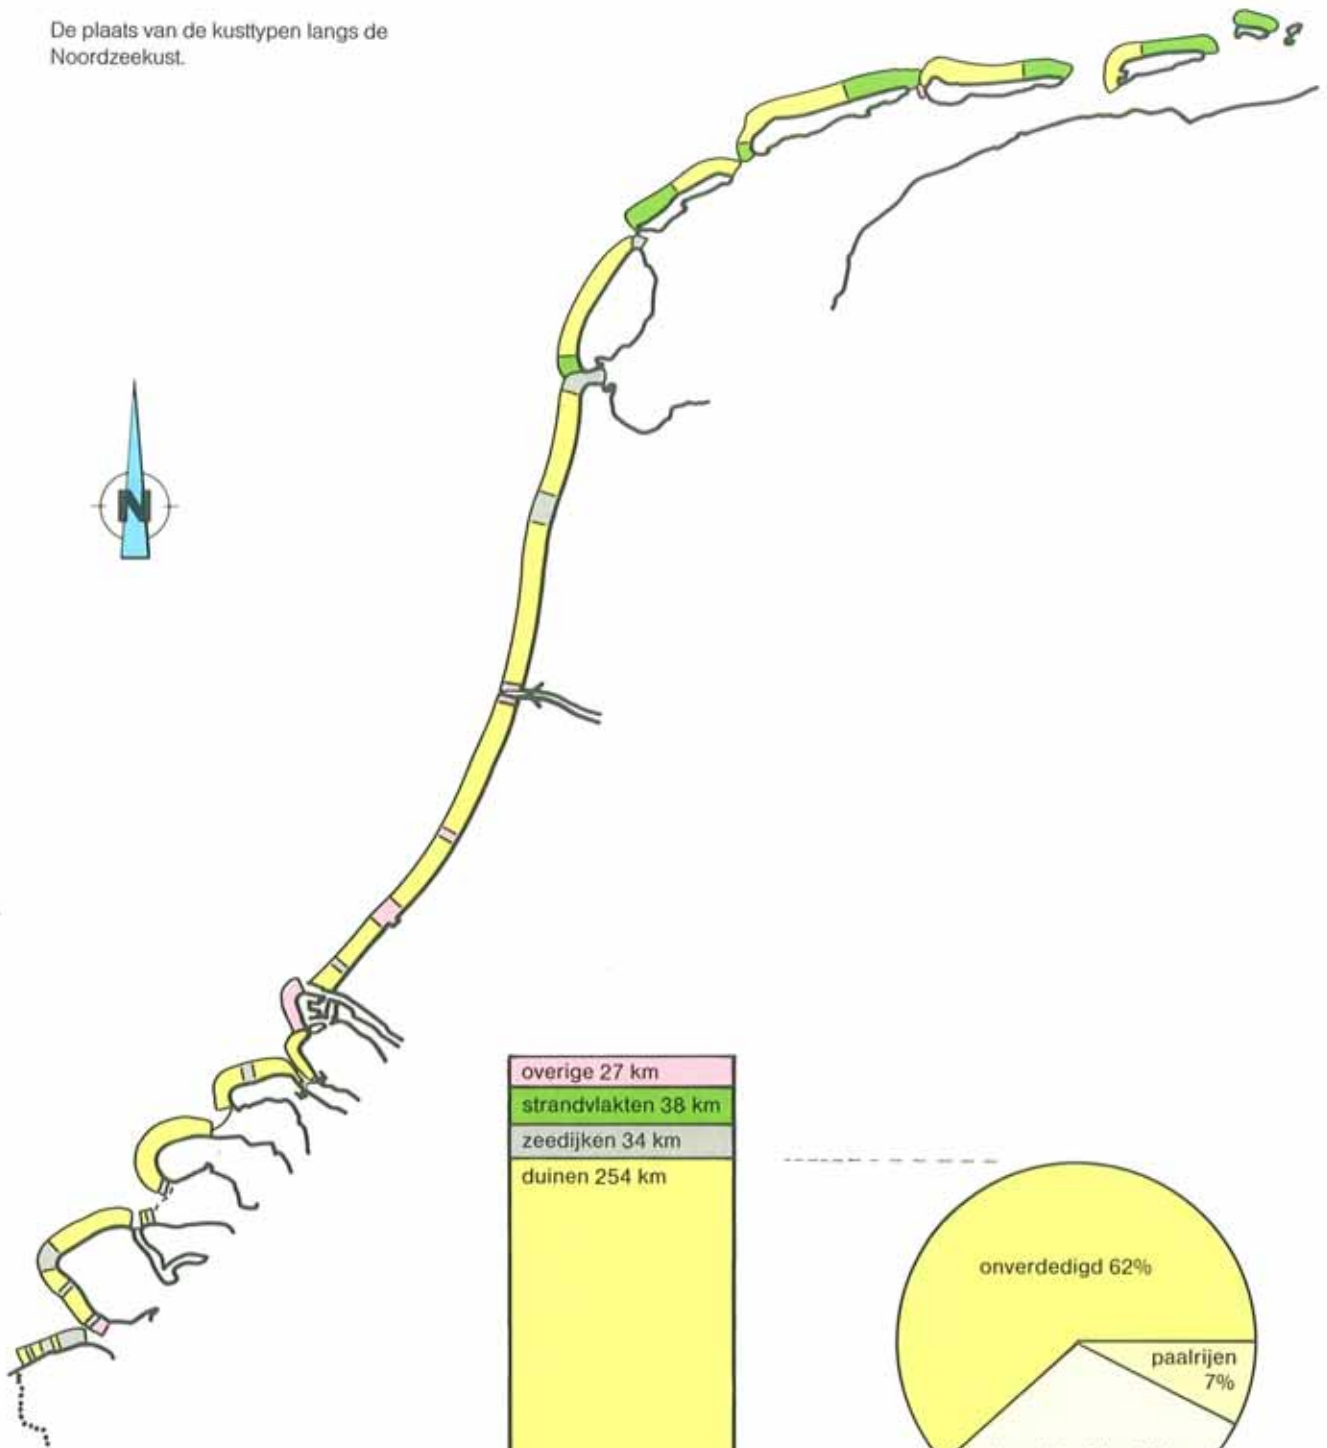 De plaats van de kusttypen langs de
Noordzeekust.
N
overige 27 km
strandvlakten 38 km
zeedijken 34 km
duinen 254 km
onverdedigd 62%
paalrijen
7%